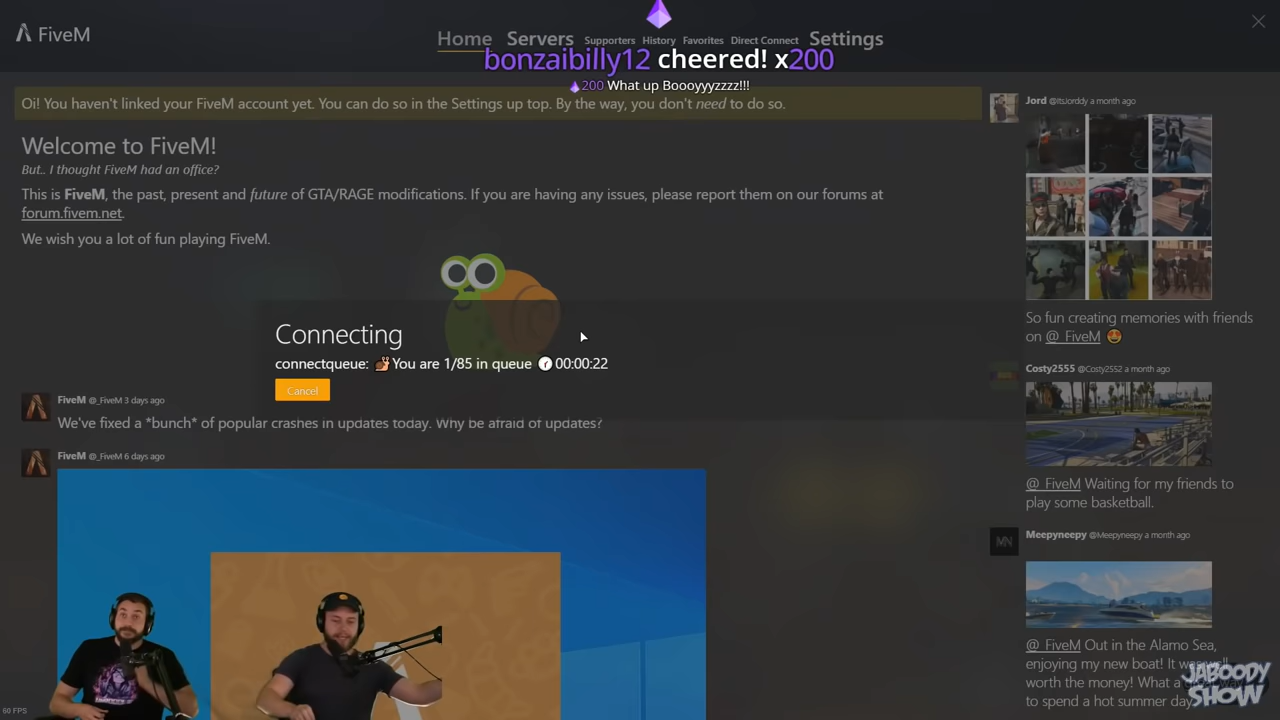 FiveM
Home Servers Supporters History Favorites Direct Connect Settings
bonzaibilly12 cheered! x200
200 What up Boooyyyzzzz!!!
Oi! You haven't linked your FiveM account yet. You can do so in the Settings up top. By the way, you don't need to do so.
Welcome to FiveM!
But.. I thought FiveM had an office?
This is FiveM, the past, present and future of GTA/RAGE modifications. If you are having any issues, please report them on our forums at
forum.fivem.net.
We wish you a lot of fun playing FiveM.
Connecting
connectqueue: 🐌You are 1/85 in queue 🕜00:00:22
Cancel
FiveM @_FiveM 3 days ago
We've fixed a *bunch* of popular crashes in updates today. Why be afraid of updates?
FiveM @_FiveM 6 days ago
Jord @itsJorddy a month ago
So fun creating memories with friends
on @_FiveM 😍
Costy2555 @Costy2552 a month ago
@_FiveM Waiting for my friends to
play some basketball.
MN
Meepyneepy @Meepyneepy a month ago
@_FiveM Out in the Alamo Sea,
enjoying my new boat! It was well
worth the money! What a
to spend a hot summer day
JABOODY
SHOW
60 FPS